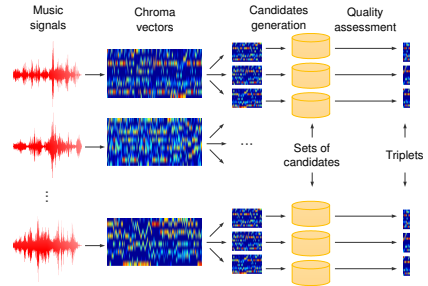 Music
signals
Chroma
vectors
Candidates
generation
Quality
assessment
...
Sets of
candidates
Triplets
...